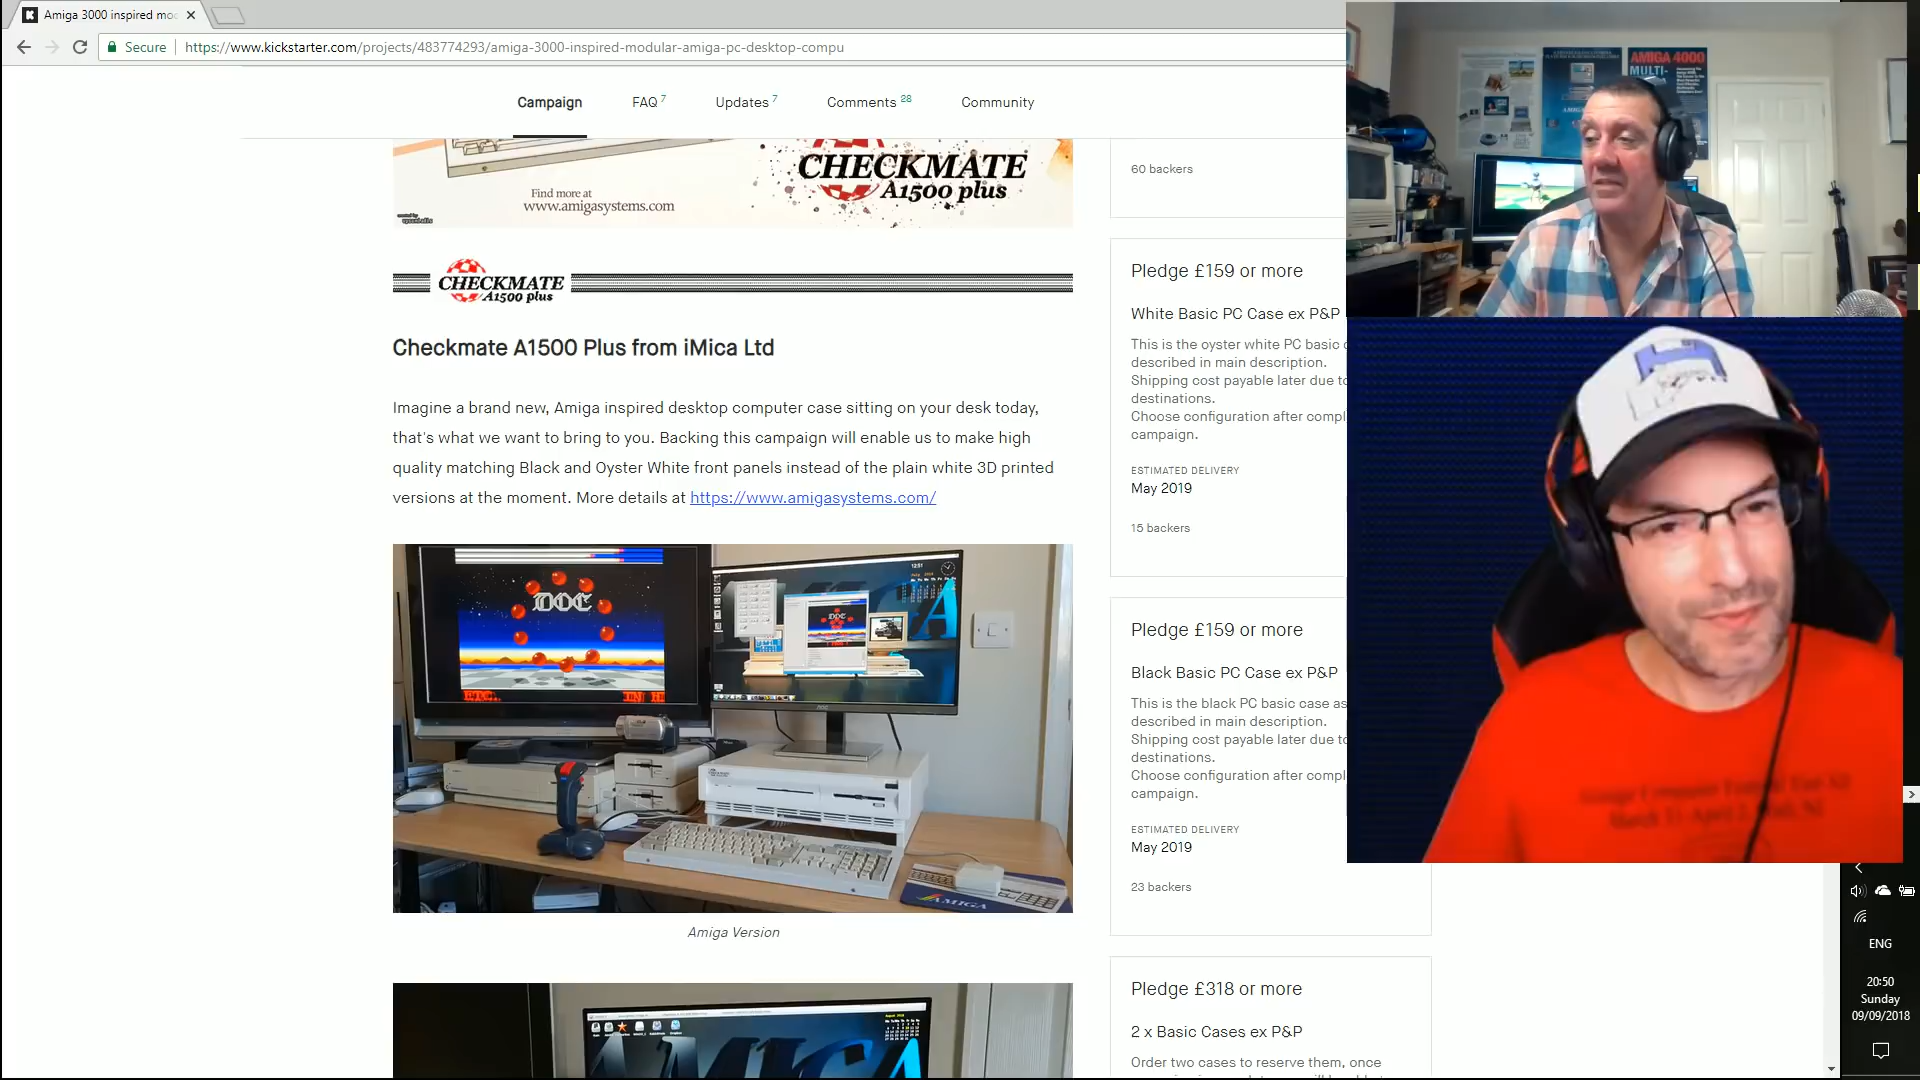 Amiga 3000 inspired mo
Secure
https://www.kickstarter.com/projects/483774293/amiga-3000-inspired-modular-amiga-pc-desktop-compu
Campaign
FAQ 7
Updates 7
Comments 28
Community
CHECKMATE
A1500 plus
Find more at
www.amigasystems.com
CHECKMATE
A1500 plus
Checkmate A1500 Plus from iMica Ltd
Imagine a brand new, Amiga inspired desktop computer case sitting on your desk today,
that's what we want to bring to you. Backing this campaign will enable us to make high
quality matching Black and Oyster White front panels instead of the plain white 3D printed
versions at the moment. More details at https://www.amigasystems.com/
DOC
AMIGA
Amiga Version
AMIGA
60 backers
Pledge £159 or more
White Basic PC Case ex P&P
This is the oyster white PC basic
described in main description.
Shipping cost payable later due to
destinations.
Choose configuration after compl
campaign.
ESTIMATED DELIVERY
May 2019
15 backers
Pledge £159 or more
Black Basic PC Case ex P&P
This is the black PC basic case as
described in main description.
Shipping cost payable later due to
destinations.
Choose configuration after compl
campaign.
ESTIMATED DELIVERY
May 2019
23 backers
Pledge £318 or more
2 x Basic Cases ex P&P
Order two cases to reserve them, once
AMIGA 4000
MULTI-
ENG
20:50
Sunday
09/09/2018